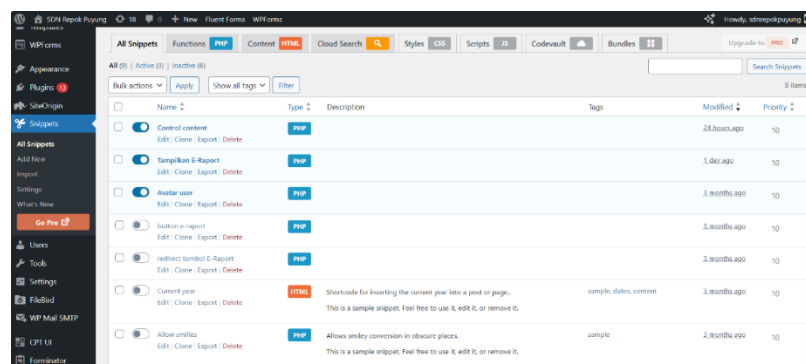 SDN Repok Puyung 18 0 + New Fluent Forms WPForms Howdy, sdnrepokpuyung
Templates
WPForms
Appearance
Plugins 13
SiteOrigin
Snippets
All Snippets
Add New
Import
Settings
What's New
Go Pro
Users
Tools
Settings
FileBird
WP Mail SMTP
CPT UI
Forminator
All Snippets Functions PHP Content HTML Cloud Search Styles CSS Scripts JS Codevault Bundles Upgrade to PRO
All (9) | Active (3) | Inactive (6) Search Snippets
Bulk actions Apply Show all tags Filter 9 items
Name Type Description Tags Modified Priority
Control content PHP 24 hours ago 10
Edit | Clone | Export | Delete
Tampilkan E-Raport PHP 1 day ago 10
Edit | Clone | Export | Delete
Avatar user PHP 3 months ago 10
Edit | Clone | Export | Delete
button e-raport PHP 3 months ago 10
Edit | Clone | Export | Delete
redirect tombol E-Raport PHP 3 months ago 10
Edit | Clone | Export | Delete
Current year HTML Shortcode for inserting the current year into a post or page. sample, dates, content 3 months ago 10
Edit | Clone | Export | Delete This is a sample snippet. Feel free to use it, edit it, or remove it.
Allow smilies PHP Allows smiley conversion in obscure places. sample 3 months ago 10
Edit | Clone | Export | Delete This is a sample snippet. Feel free to use it, edit it, or remove it.